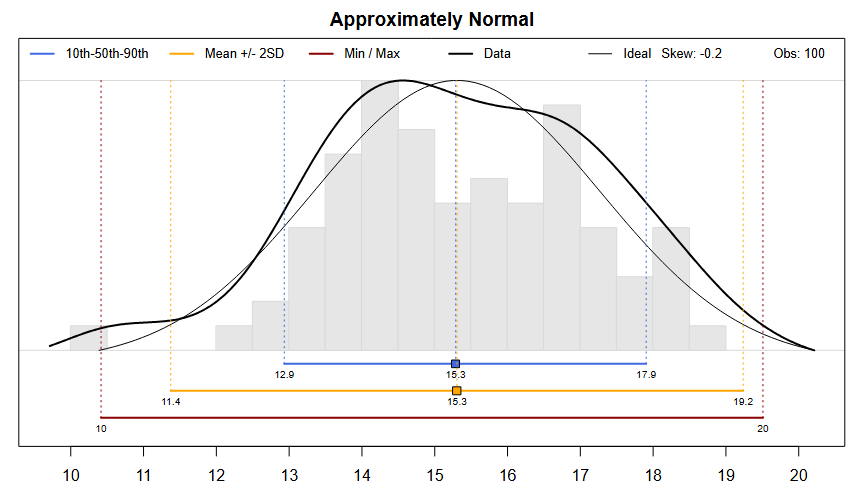 Approximately Normal
10th-50th-90th Mean +/- 2SD Min / Max Data Ideal Skew: -0.2 Obs: 100
12.9 15.3 17.9
11.4 15.3 19.2
10 20
10 11 12 13 14 15 16 17 18 19 20